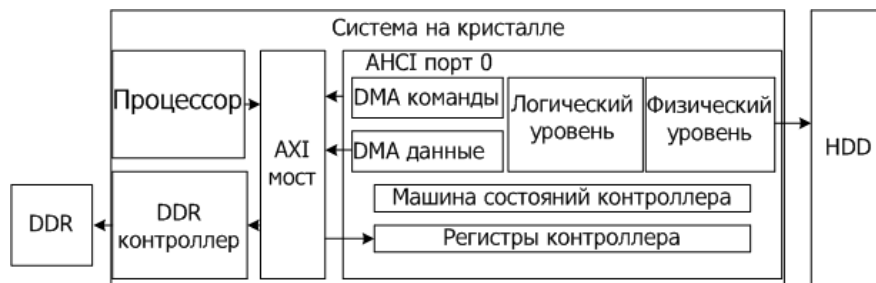 Система на кристалле
AHCI порт 0
Процессор
DMA команды
Логический
уровень
Физический
уровень
DMA данные
AXI
мост
HDD
Машина состояний контроллера
DDR
DDR
контроллер
Регистры контроллера